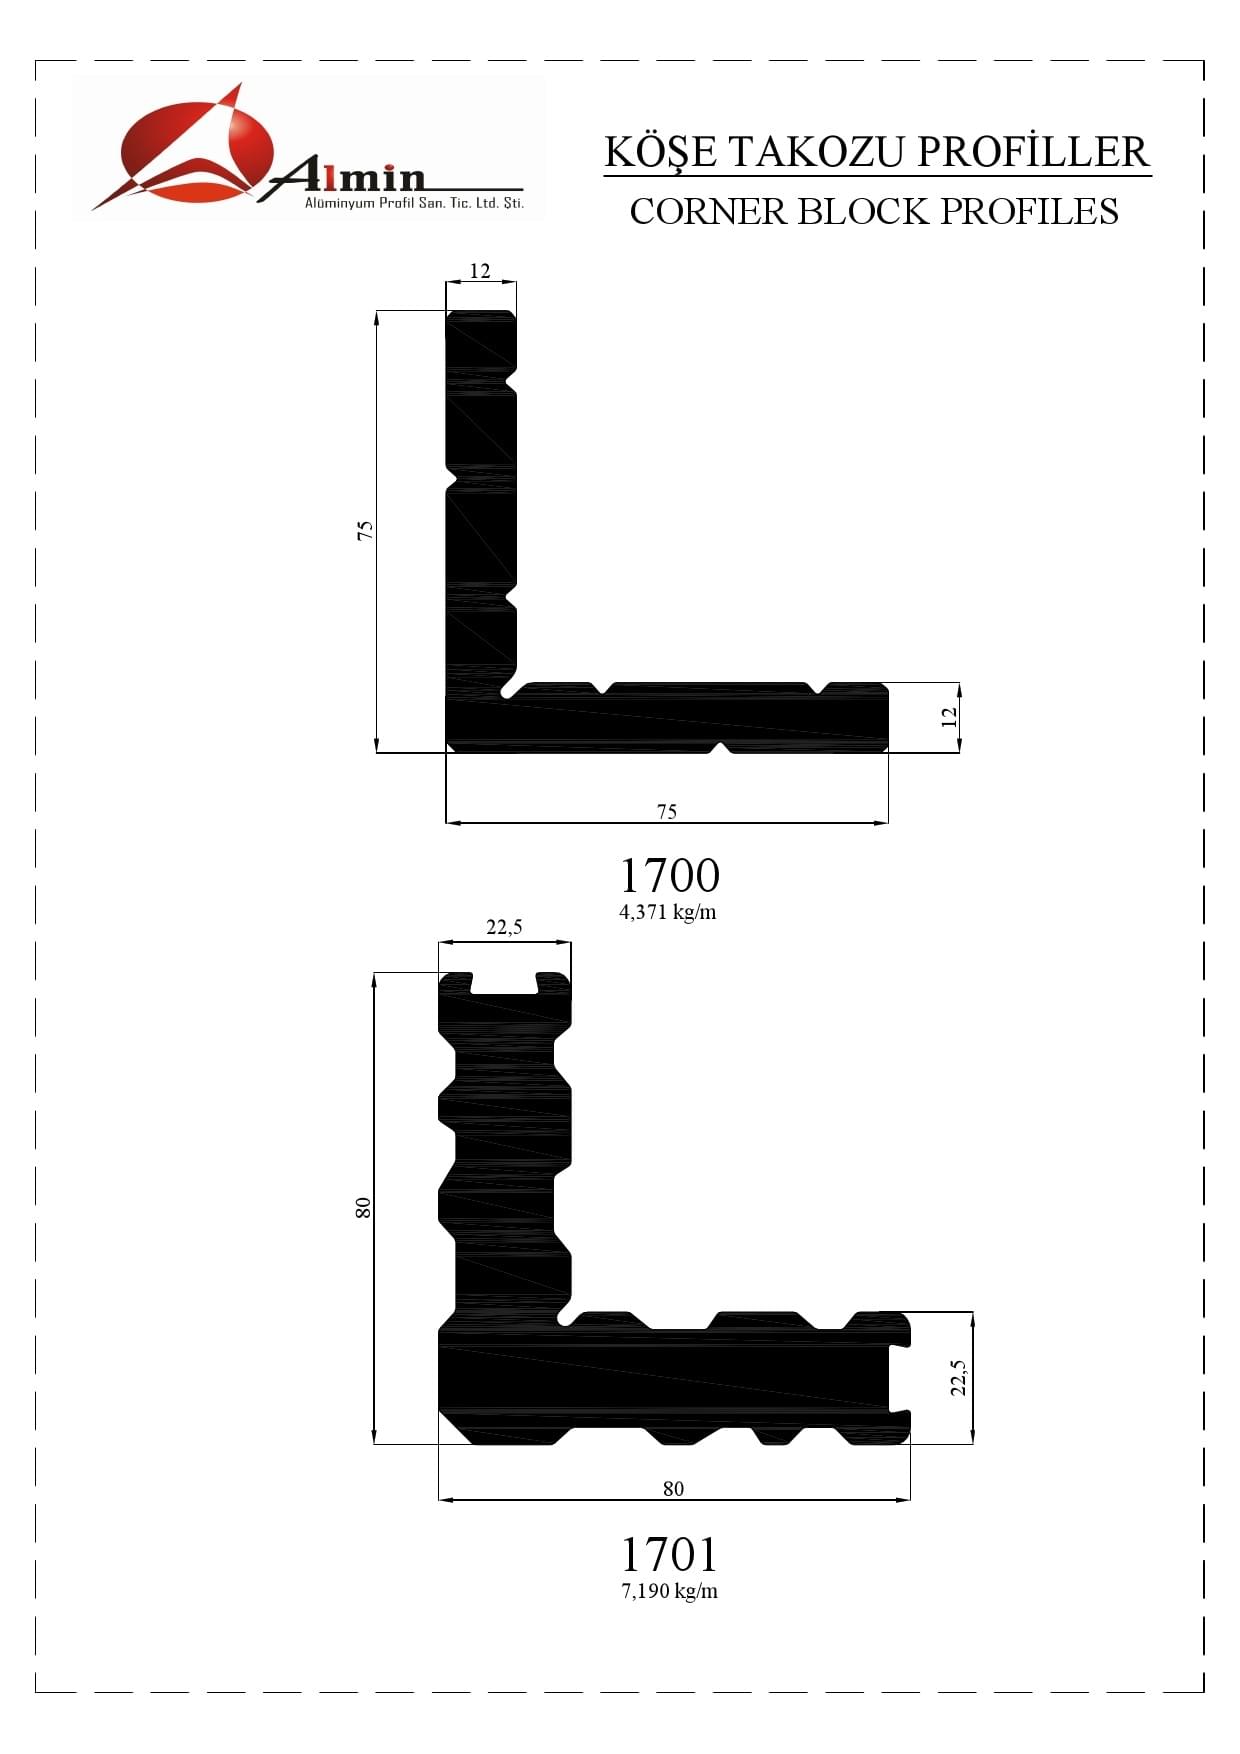 Almin
Alüminyum Profil San. Tic. Ltd. Şti.
KÖŞE TAKOZU PROFİLLER
CORNER BLOCK PROFILES
12
75
12
75
1700
4,371 kg/m
22,5
80
22,5
80
1701
7,190 kg/m